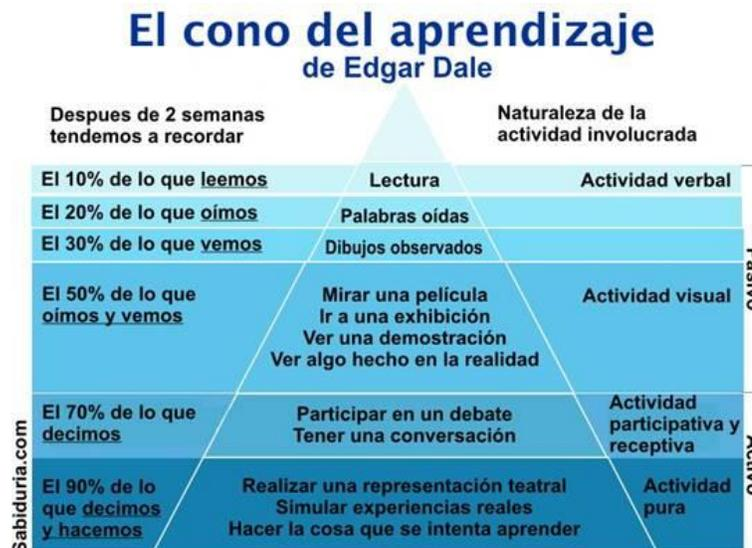 El cono del aprendizaje
de Edgar Dale
Despues de 2 semanas
tendemos a recordar
Naturaleza de la
actividad involucrada
El 10% de lo que leemos
Lectura
Actividad verbal
El 20% de lo que oímos
Palabras oídas
El 30% de lo que vemos
Dibujos observados
El 50% de lo que
oímos y vemos
Mirar una película
Ir a una exhibición
Ver una demostración
Ver algo hecho en la realidad
Actividad visual
El 70% de lo que
decimos
Participar en un debate
Tener una conversación
Actividad
participativa y
receptiva
El 90% de lo
que decimos
y hacemos
Realizar una representación teatral
Simular experiencias reales
Hacer la cosa que se intenta aprender
Actividad
pura
Sabiduria.com